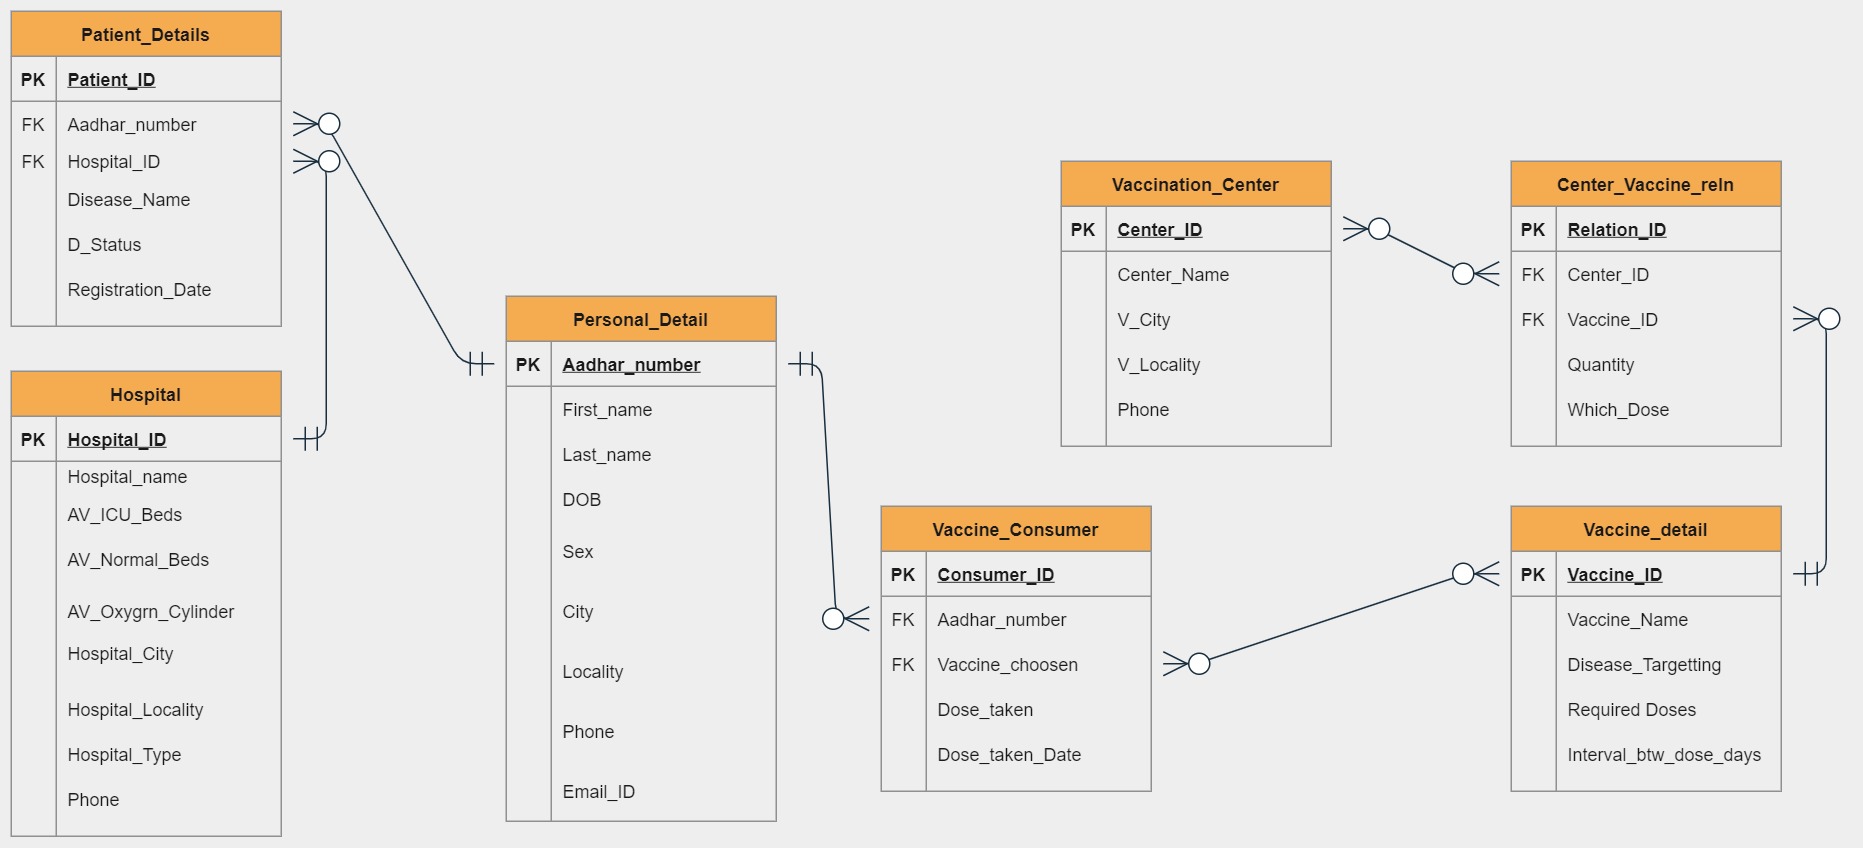 Patient_Details
PK Patient_ID
FK Aadhar_number
FK Hospital_ID
Disease_Name
D_Status
Registration_Date
Hospital
PK Hospital_ID
Hospital_name
AV_ICU_Beds
AV_Normal_Beds
AV_Oxygrn_Cylinder
Hospital_City
Hospital_Locality
Hospital_Type
Phone
Personal_Detail
PK Aadhar_number
First_name
Last_name
DOB
Sex
City
Locality
Phone
Email_ID
Vaccine_Consumer
PK Consumer_ID
FK Aadhar_number
FK Vaccine_choosen
Dose_taken
Dose_taken_Date
Vaccination_Center
PK Center_ID
Center_Name
V_City
V_Locality
Phone
Center_Vaccine_reln
PK Relation_ID
FK Center_ID
FK Vaccine_ID
Quantity
Which_Dose
Vaccine_detail
PK Vaccine_ID
Vaccine_Name
Disease_Targetting
Required Doses
Interval_btw_dose_days